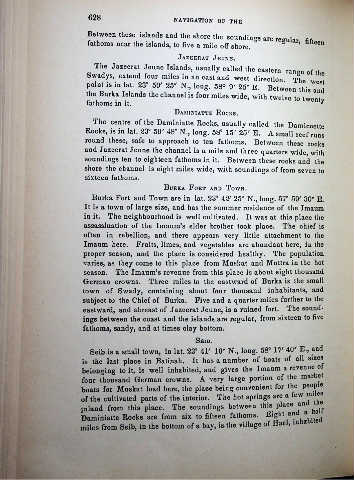 628 NAVIGATION OF THE
Between these islands and the shore the soundings are regular, fifteen
fathoms near the islands, to five a mile off shore.
JAZEERAT JOUNE.
The Jazeerat Joune Islands, usually called the eastern range of the
Swadys, extend four miles in an east and west direction. The west
point is in lat. 23° 50' 25" N., long. 58° 9' 25" E. Between this and
the Burka Islands the channel is four miles wide, with twelve to twenty
fathoms in it.
DAMINIATTE ROCKS.
The centre of the Daminiatte Rocks, usually called the Damienette
Rocks, is in lat. 23° 50' 48" N., long. 58° 15' 25" E. A small reef runs
round these, safe to approach to ten fathoms. Between these rocks
and Jazeerat Joune the channel is a mile and three quarters wide, with
soundings ten to eighteen fathoms in it. Between these rocks and the
shore the channel is eight miles wide, with soundings of from seven to
sixteen fathoms.
BURKA FORT AND TOWN.
Burka Fort and Town are in lat. 23° 43' 25" N., long. 57° 59' 30" E.
It is a town of large size, and has the summer residence of the Imaum
in it. The neighbourhood is well cultivated. It was at this place the
assassination of the Imaum's elder brother took place. The chief is
often in rebellion, and there appears very little attachment to the
Imaum here. Fruits, limes, and vegetables are abundant here, in the
proper season, and the place is considered healthy. The population
varies, as they come to this place from Maskat and Muttra in the hot
season. The Imaum's revenue from this place is about eight thousand
German crowns. Three miles to the eastward of Burka is the small
town of Swady, containing about four thousand inhabitants, and
subject to the Chief of Burka. Five and a quarter miles further to the
eastward, and abreast of Jazeerat Joune, is a ruined fort. The sound-
ings between the coast and the islands are regular, from sixteen to five
fathoms, sandy, and at times clay bottom.
SEIB.
Seib is a small town, in lat. 23° 41' 10" N., long. 58° 17' 40" E., and
is the last place in Batinah. It has a number of boats of all sizes
belonging to it, is well inhabited, and gives the Imaum a revenue of
four thousand German crowns. A very large portion of the market
boats for Maskat load here, the place being convenient for the people
of the cultivated parts of the interior. The hot springs are a few miles
inland from this place. The soundings between this place and the
Daminiatte Rocks are from six to fifteen fathoms. Eight and a half
miles from Seib, in the bottom of a bay, is the village of Hael, inhabited